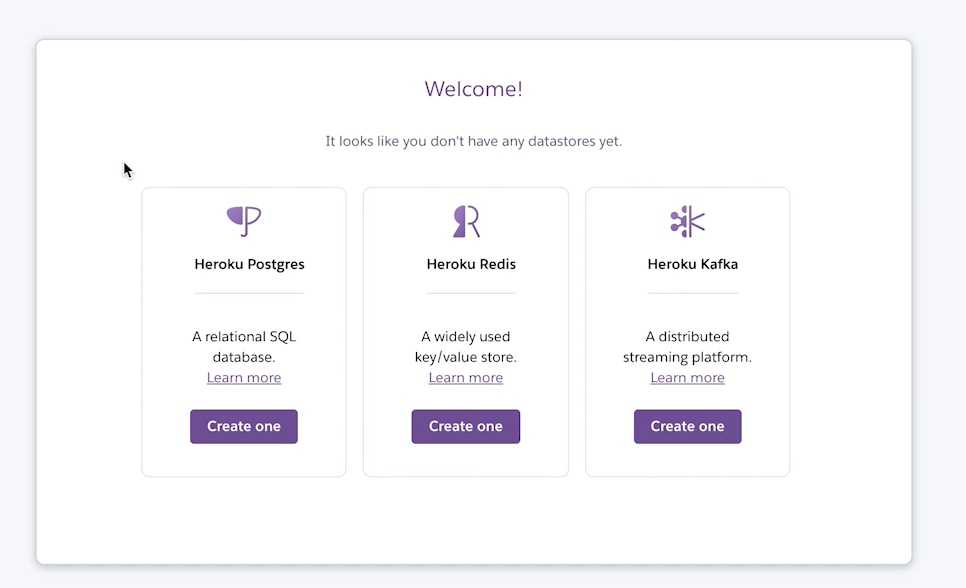 Welcome!
It looks like you don't have any datastores yet.
Heroku Postgres
A relational SQL
database.
Learn more
Create one
Heroku Redis
A widely used
key/value store.
Learn more
Create one
Heroku Kafka
A distributed
streaming platform.
Learn more
Create one